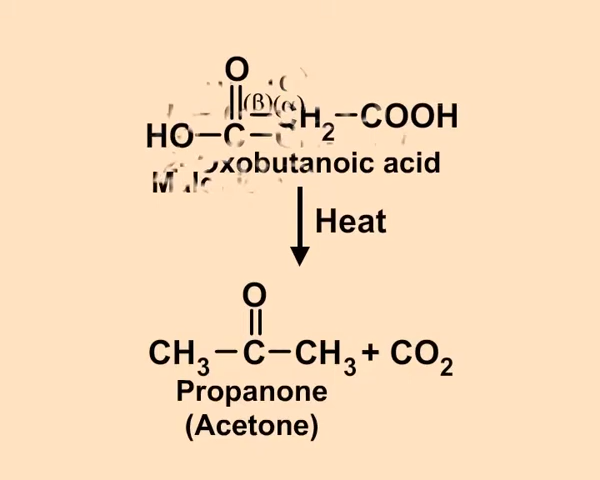 O
(β)(α)
HO–C–CH₂–COOH
oxobutanoic acid
Heat
O
CH₃–C–CH₃ + CO₂
Propanone
(Acetone)